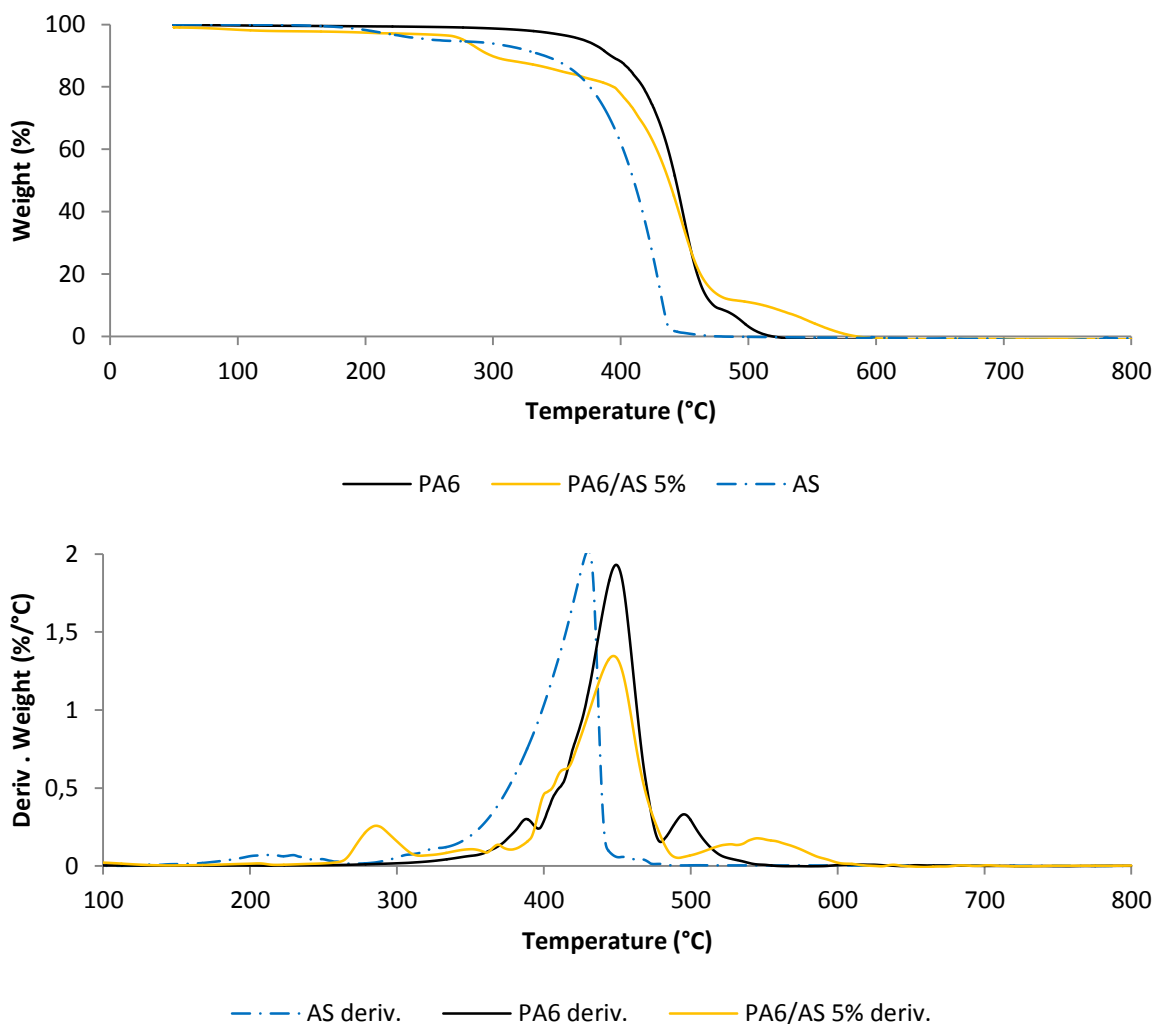 100
80
60
40
20
0
Weight (%)
0 100 200 300 400 500 600 700 800
Temperature (°C)
PA6 PA6/AS 5% AS
2
1,5
1
0,5
0
Deriv . Weight (%/°C)
100 200 300 400 500 600 700 800
Temperature (°C)
AS deriv. PA6 deriv. PA6/AS 5% deriv.